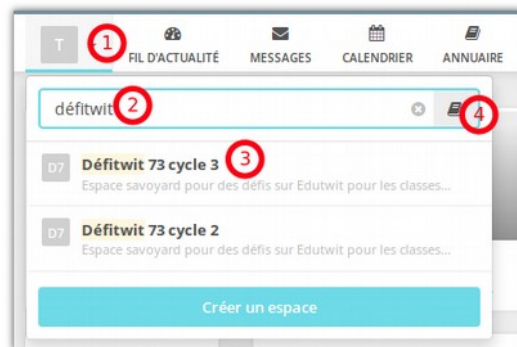 T 1 FIL D'ACTUALITÉ MESSAGES CALENDRIER ANNUAIRE
défitwit 2 4
D7 Défitwit 73 cycle 3 3
Espace savoyard pour des défis sur Edutwit pour les classes...
D7 Défitwit 73 cycle 2
Espace savoyard pour des défis sur Edutwit pour les classes...
Créer un espace